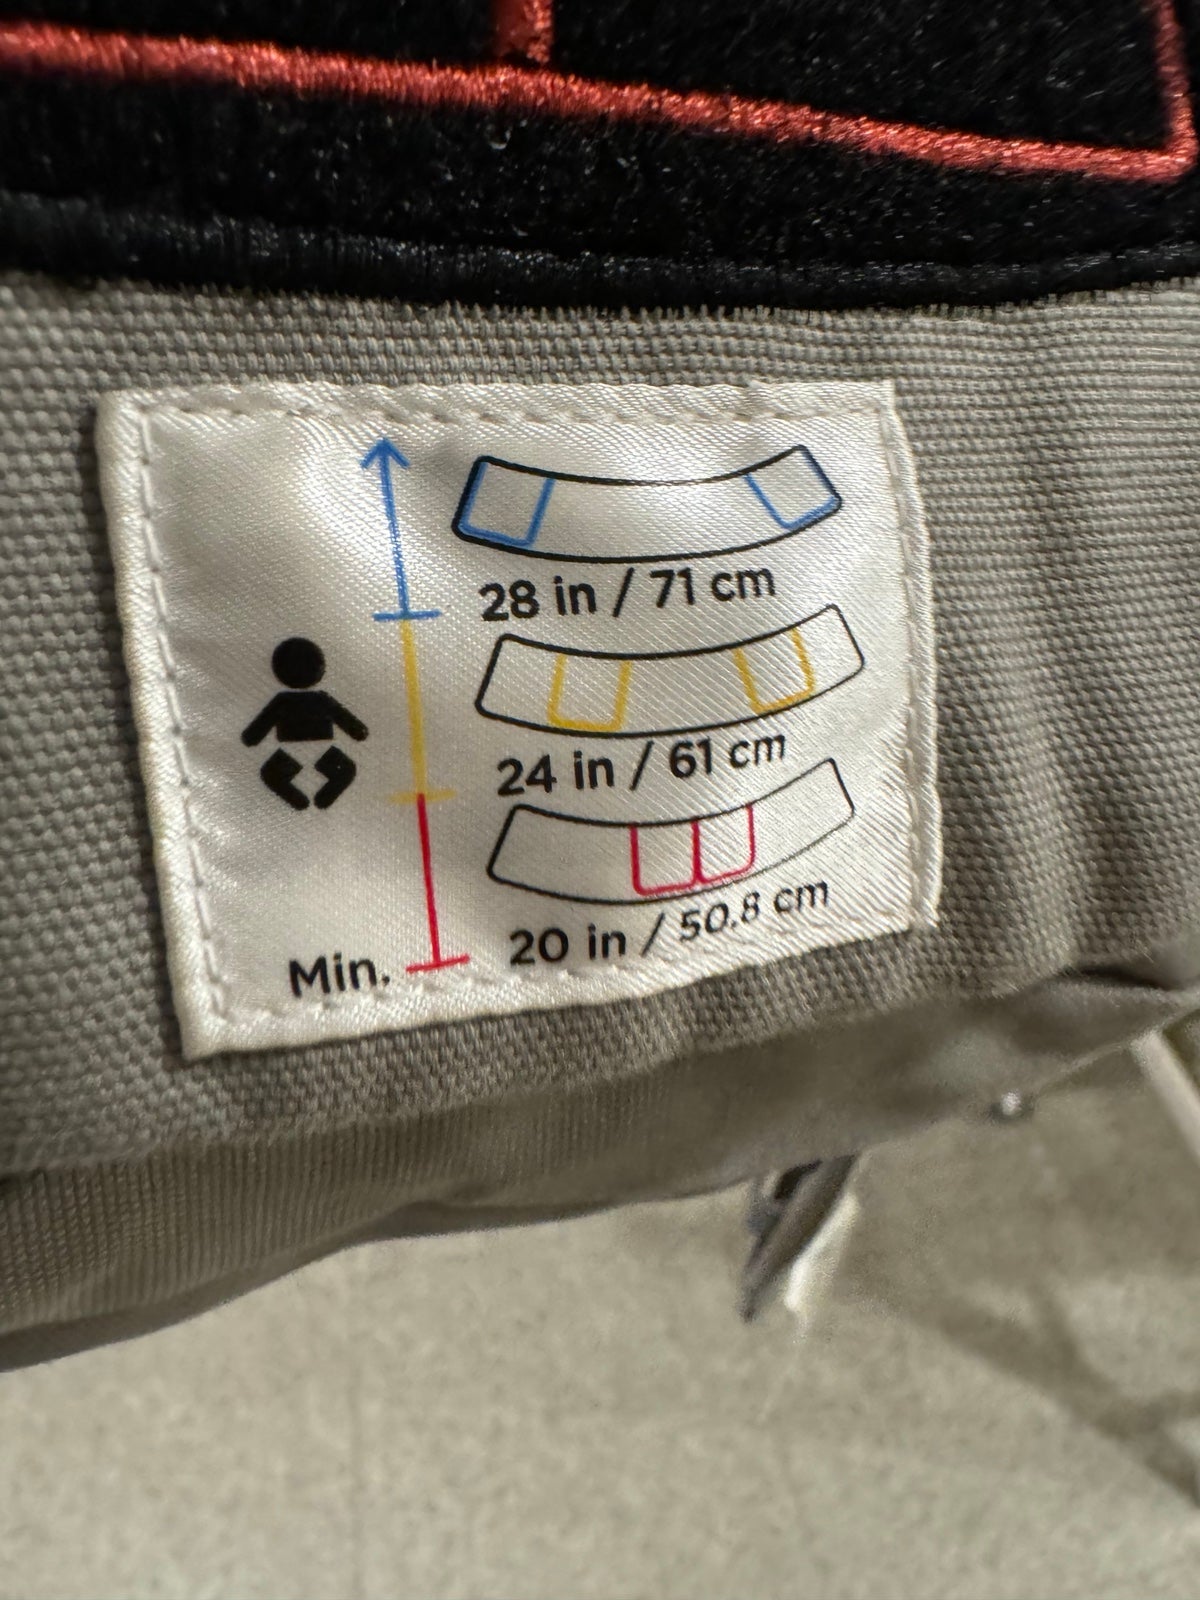 28 in / 71 cm
24 in / 61 cm
20 in / 50.8 cm
Min.